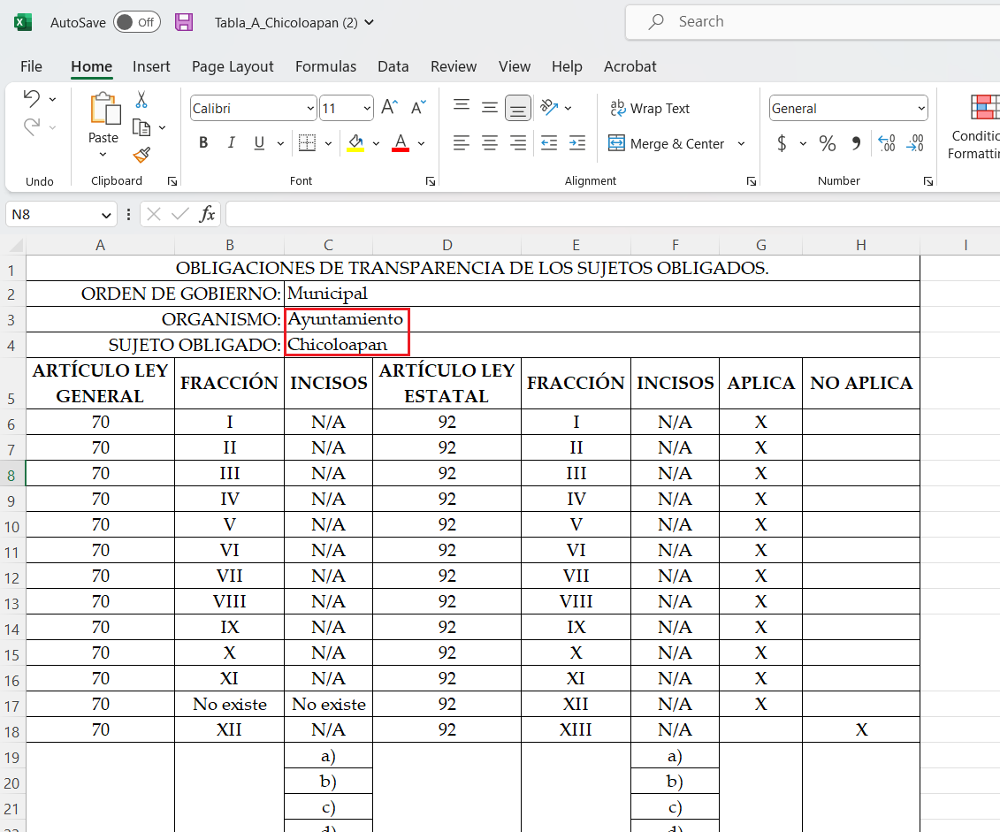 AutoSave Off Tabla_A_Chicoloapan (2) Search
File Home Insert Page Layout Formulas Data Review View Help Acrobat
Calibri 11 Wrap Text General
Paste B I U A Merge & Center $ % Conditio
Formattin
Undo Clipboard Font Alignment Number
N8 fx
A B C D E F G H I
1 OBLIGACIONES DE TRANSPARENCIA DE LOS SUJETOS OBLIGADOS.
2 ORDEN DE GOBIERNO: Municipal
3 ORGANISMO: Ayuntamiento
4 SUJETO OBLIGADO: Chicoloapan
ARTÍCULO LEY ARTÍCULO LEY
5 GENERAL FRACCIÓN INCISOS ESTATAL FRACCIÓN INCISOS APLICA NO APLICA
6 70 I N/A 92 I N/A X
7 70 II N/A 92 II N/A X
8 70 III N/A 92 III N/A X
9 70 IV N/A 92 IV N/A X
10 70 V N/A 92 V N/A X
11 70 VI N/A 92 VI N/A X
12 70 VII N/A 92 VII N/A X
13 70 VIII N/A 92 VIII N/A X
14 70 IX N/A 92 IX N/A X
15 70 X N/A 92 X N/A X
16 70 XI N/A 92 XI N/A X
17 70 No existe No existe 92 XII N/A X
18 70 XII N/A 92 XIII N/A X
19 a) a)
20 b) b)
21 c) c)
d) d)